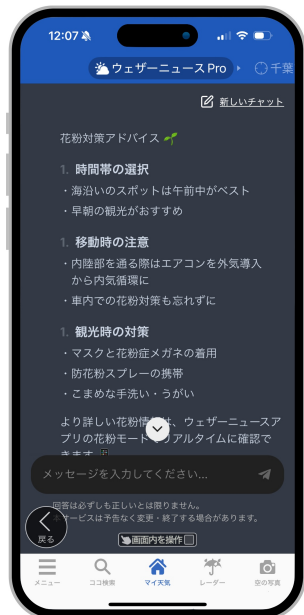 12:07
ウェザーニュース Pro
千葉
新しいチャット
花粉対策アドバイス
1. 時間帯の選択
・海沿いのスポットは午前中がベスト
・早朝の観光がおすすめ
1. 移動時の注意
・内陸部を通る際はエアコンを外気導入
から内気循環に
・車内での花粉対策も忘れずに
1. 観光時の対策
・マスクと花粉症メガネの着用
・防花粉スプレーの携帯
・こまめな手洗い・うがい
より詳しい花粉情報は、ウェザーニュースア
プリの花粉モード リアルタイムに確認で
きます
メッセージを入力してください...
回答は必ずしも正しいとは限りません。
サービスは予告なく変更・終了する場合があります。
戻る
画面内を操作
メニュー
ココ検索
マイ天気
レーダー
空の写真